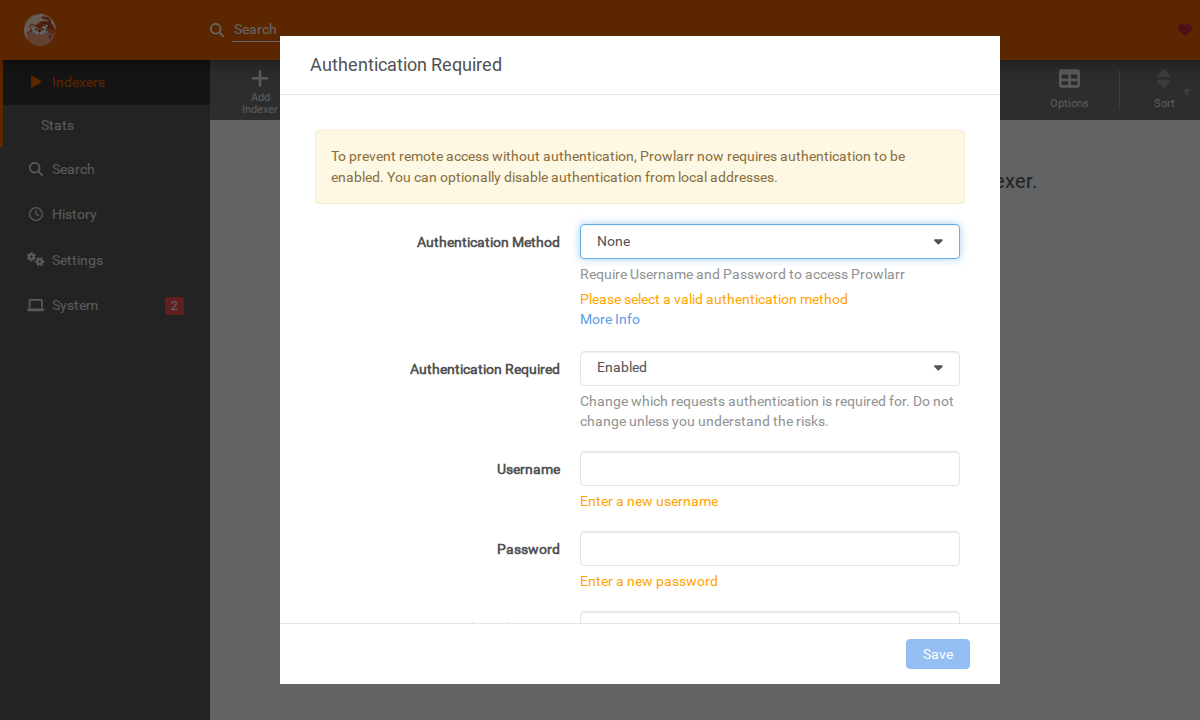 Search
Authentication Required
Indexers
Add
Indexer
Options
Sort
Stats
To prevent remote access without authentication, Prowlarr now requires authentication to be
enabled. You can optionally disable authentication from local addresses.
Search
exer.
History
Authentication Method
None
Settings
Require Username and Password to access Prowlarr
Please select a valid authentication method
System
2
More Info
Authentication Required
Enabled
Change which requests authentication is required for. Do not
change unless you understand the risks.
Username
Enter a new username
Password
Enter a new password
Save